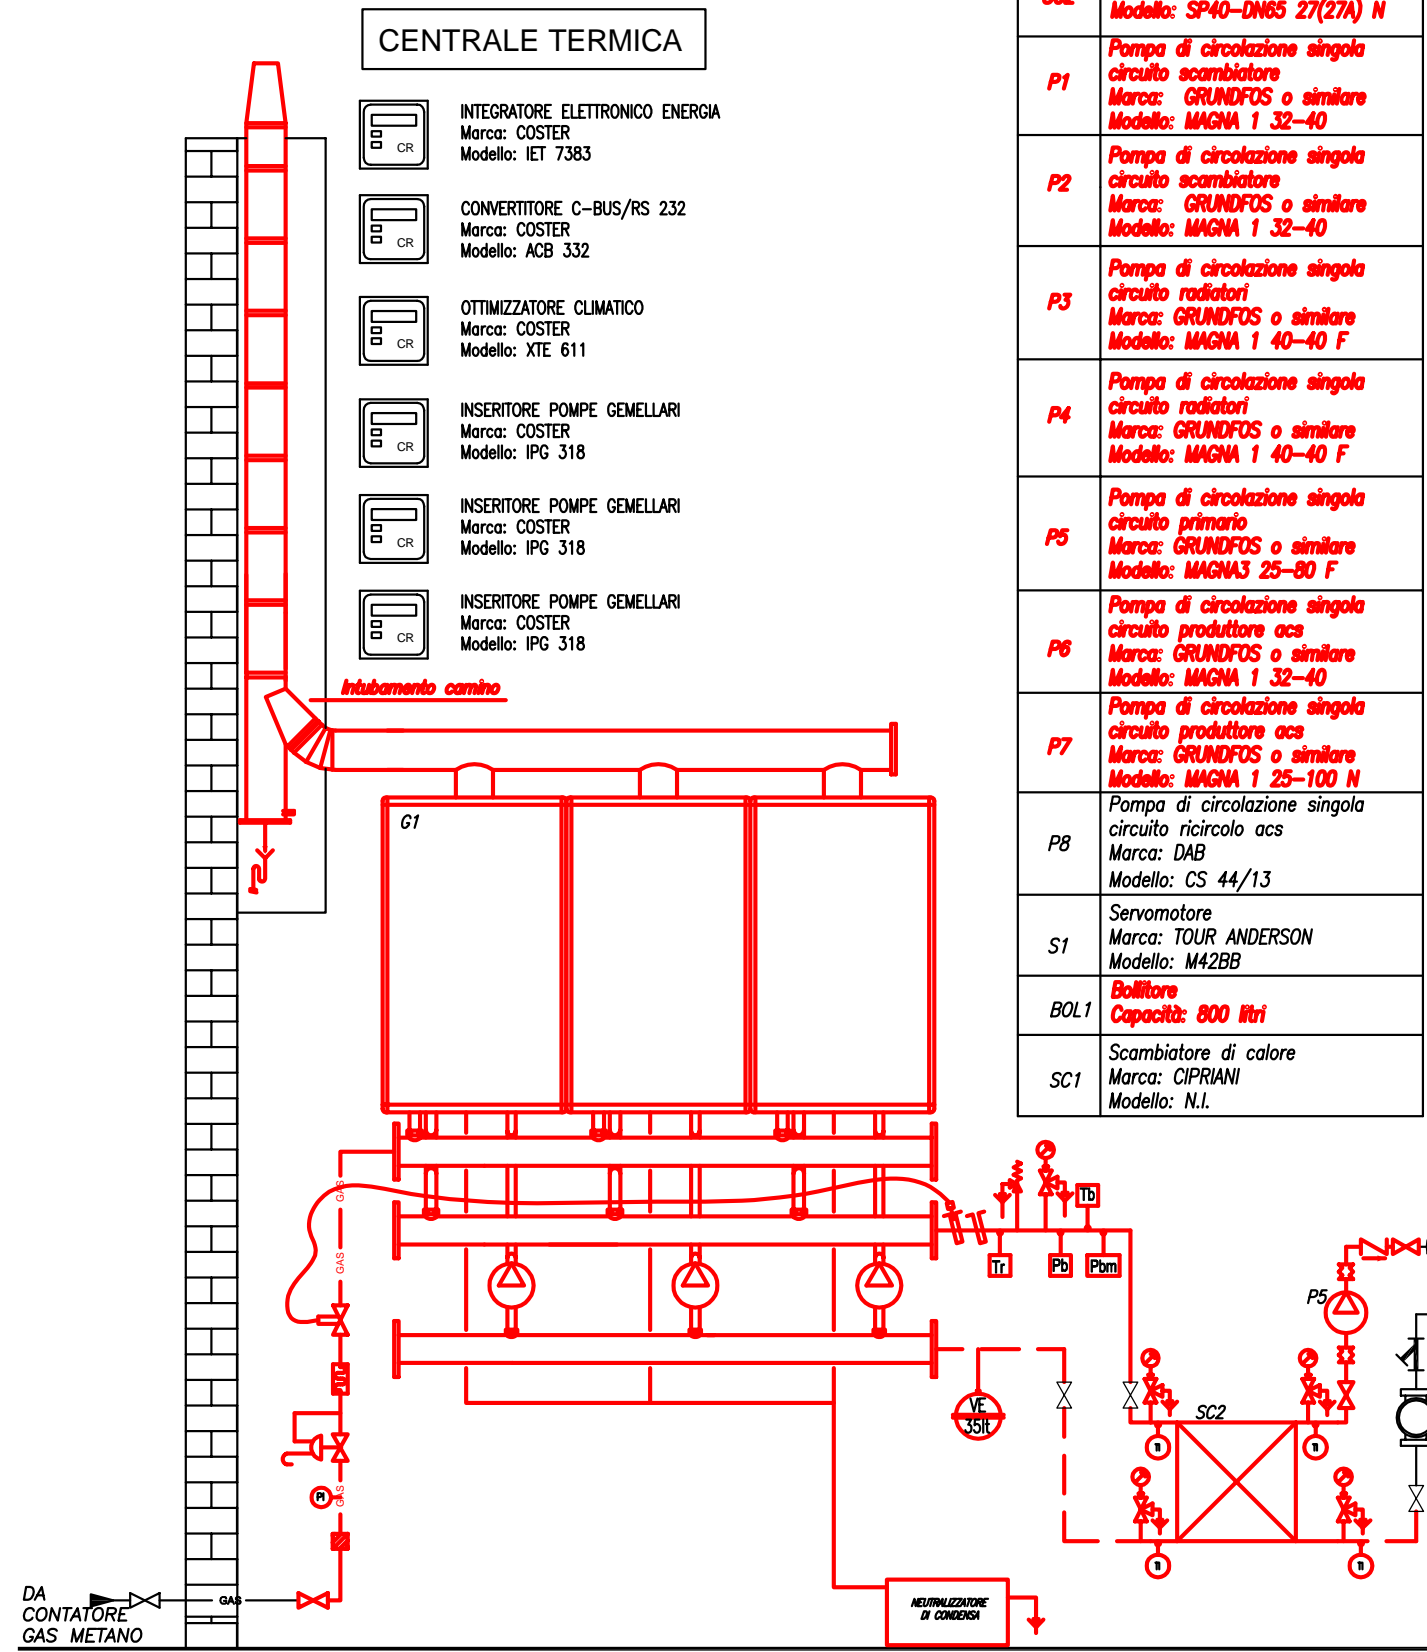 CENTRALE TERMICA
CR
INTEGRATORE ELETTRONICO ENERGIA
Marca: COSTER
Modello: IET 7383
CR
CONVERTITORE C-BUS/RS 232
Marca: COSTER
Modello: ACB 332
CR
OTTIMIZZATORE CLIMATICO
Marca: COSTER
Modello: XTE 611
CR
INSERITORE POMPE GEMELLARI
Marca: COSTER
Modello: IPG 318
CR
INSERITORE POMPE GEMELLARI
Marca: COSTER
Modello: IPG 318
CR
INSERITORE POMPE GEMELLARI
Marca: COSTER
Modello: IPG 318
Intubamento camino
G1
Modello: SP40-DN65 27(27A) N
P1
Pompa di circolazione singola
circuito scambiatore
Marca: GRUNDFOS o similare
Modello: MAGNA 1 32-40
P2
Pompa di circolazione singola
circuito scambiatore
Marca: GRUNDFOS o similare
Modello: MAGNA 1 32-40
P3
Pompa di circolazione singola
circuito radiatori
Marca: GRUNDFOS o similare
Modello: MAGNA 1 40-40 F
P4
Pompa di circolazione singola
circuito radiatori
Marca: GRUNDFOS o similare
Modello: MAGNA 1 40-40 F
P5
Pompa di circolazione singola
circuito primario
Marca: GRUNDFOS o similare
Modello: MAGNA3 25-80 F
P6
Pompa di circolazione singola
circuito produttore acs
Marca: GRUNDFOS o similare
Modello: MAGNA 1 32-40
P7
Pompa di circolazione singola
circuito produttore acs
Marca: GRUNDFOS o similare
Modello: MAGNA 1 25-100 N
P8
Pompa di circolazione singola
circuito ricircolo acs
Marca: DAB
Modello: CS 44/13
S1
Servomotore
Marca: TOUR ANDERSON
Modello: M42BB
BOL1
Bollitore
Capacità: 800 litri
SC1
Scambiatore di calore
Marca: CIPRIANI
Modello: N.I.
GAS
GAS
GAS
PI
Tb
Tr
Pb
Pbm
P5
VE
35lt
SC2
TI
TI
TI
TI
DA
CONTATORE
GAS METANO
GAS
NEUTRALIZZATORE
DI CONDENSA